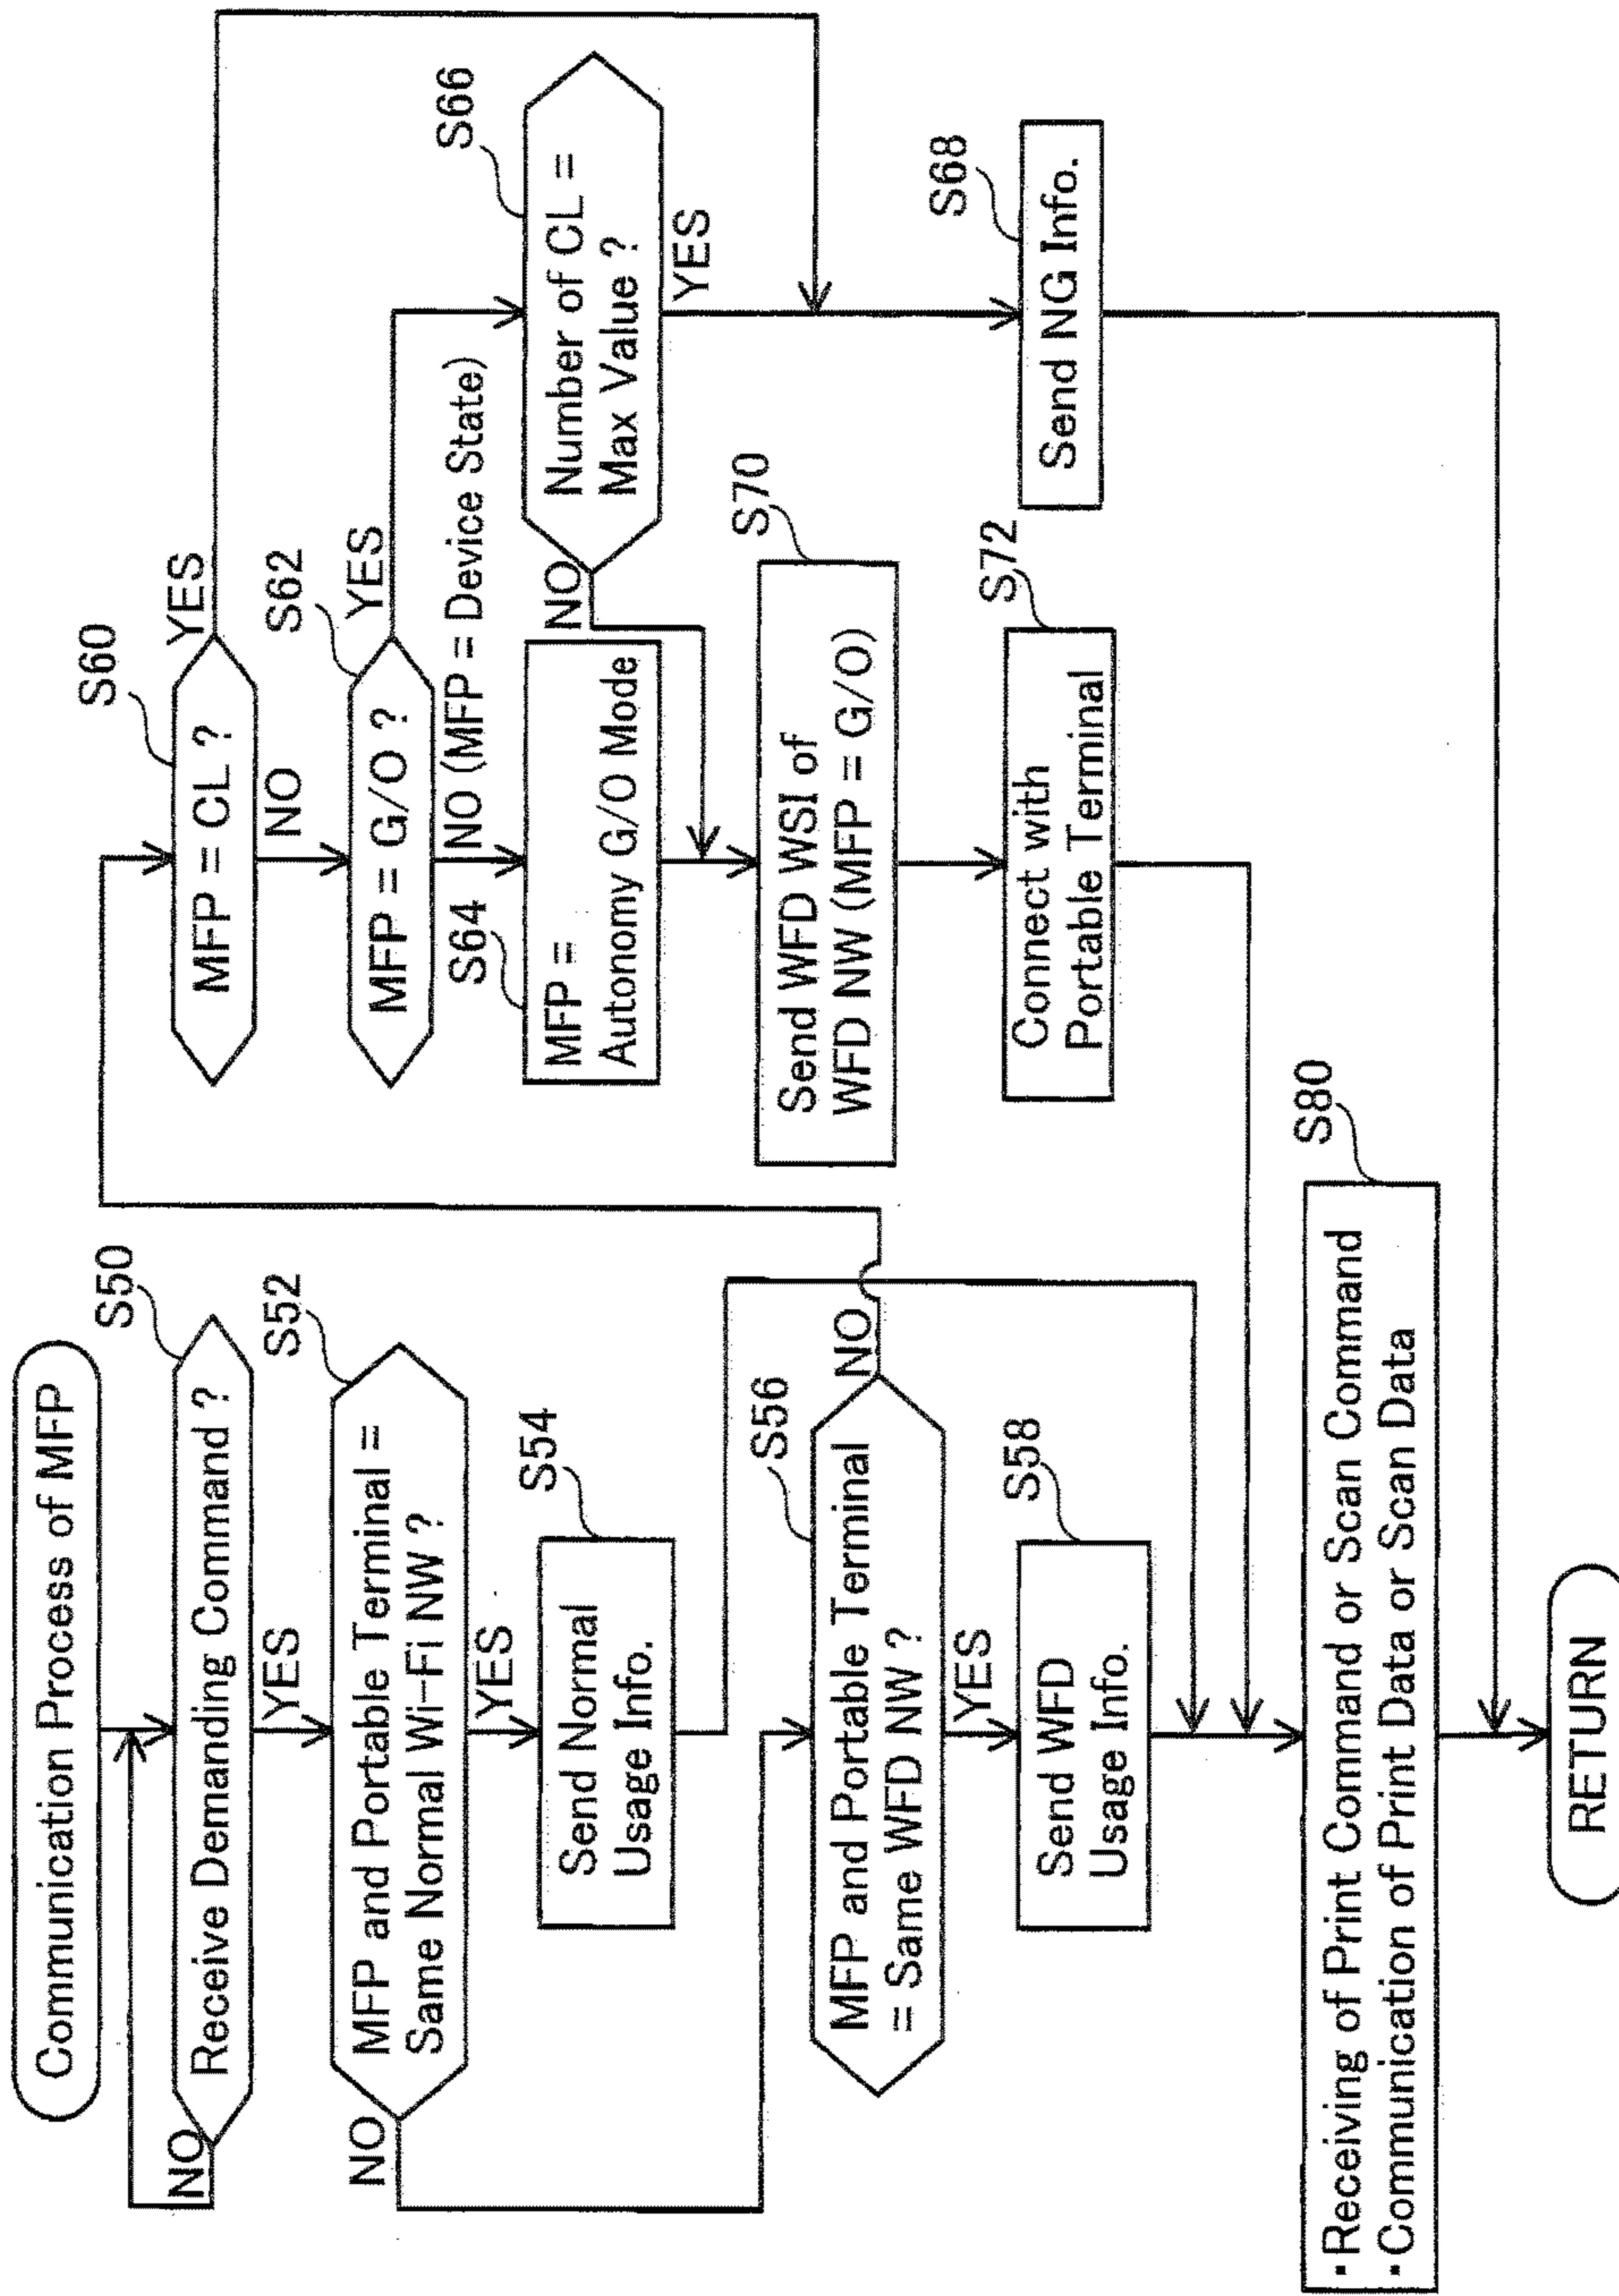 Communication Process of MFP
S50
Receive Demanding Command ?
NO
YES
S52
MFP and Portable Terminal =
Same Normal Wi-Fi NW ?
NO
YES
S54
Send Normal
Usage Info.
S56
MFP and Portable Terminal
= Same WFD NW ?
NO
YES
S58
Send WFD
Usage Info.
S60
MFP = CL ?
YES
NO
S62
MFP = G/O ?
YES
NO (MFP = Device State)
S64
MFP =
Autonomy G/O Mode
S66
Number of CL =
Max Value ?
NO
YES
S68
Send NG Info.
S70
Send WFD WSI of
WFD NW (MFP = G/O)
S72
Connect with
Portable Terminal
S80
・Receiving of Print Command or Scan Command
・Communication of Print Data or Scan Data
RETURN